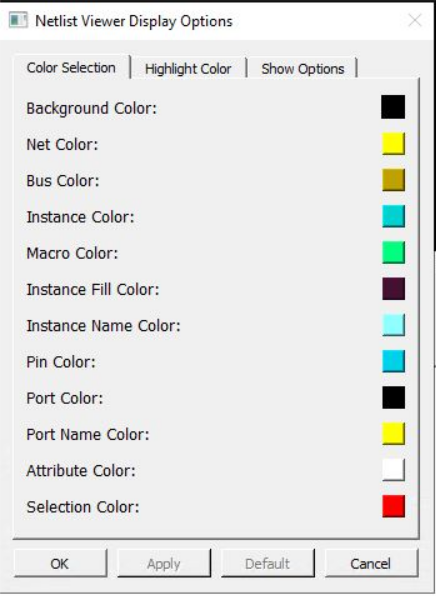 Netlist Viewer Display Options
Color Selection Highlight Color Show Options
Background Color:
Net Color:
Bus Color:
Instance Color:
Macro Color:
Instance Fill Color:
Instance Name Color:
Pin Color:
Port Color:
Port Name Color:
Attribute Color:
Selection Color:
OK Apply Default Cancel